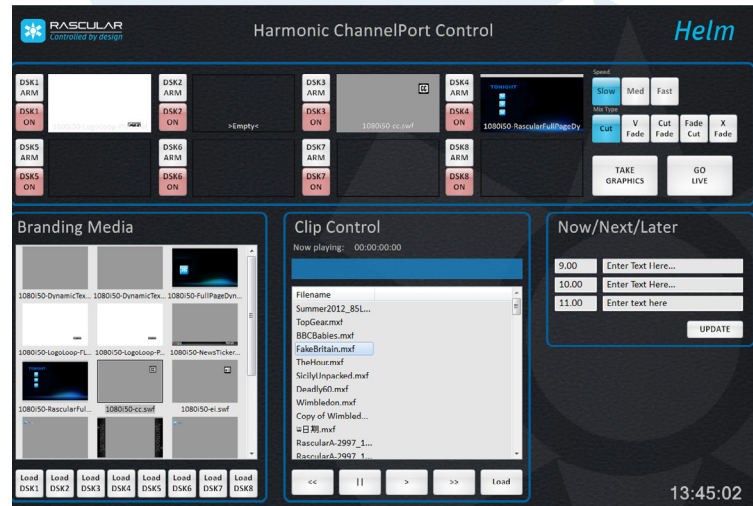 RASCULAR
Controlled by design
Harmonic ChannelPort Control
Helm
DSK1 ARM
DSK1 ON
DSK2 ARM
DSK2 ON
>Empty<
DSK3 ARM
DSK3 ON
1080i50-cc.swf
DSK4 ARM
DSK4 ON
TONIGHT
1080i50-RascularFullPageDy
Speed
Slow
Med
Fast
Mix Type
Cut
V Fade
Cut Fade
Fade Cut
X Fade
DSK5 ARM
DSK5 ON
DSK6 ARM
DSK6 ON
DSK7 ARM
DSK7 ON
DSK8 ARM
DSK8 ON
TAKE GRAPHICS
GO LIVE
Branding Media
1080i50-DynamicTex...
1080i50-DynamicTex...
1080i50-FullPageDyn...
1080i50-LogoLoop-FL...
1080i50-LogoLoop-P...
1080i50-NewsTicker...
1080i50-RascularFul...
1080i50-cc.swf
1080i50-ei.swf
Load DSK1
Load DSK2
Load DSK3
Load DSK4
Load DSK5
Load DSK6
Load DSK7
Load DSK8
Clip Control
Now playing: 00:00:00:00
Filename
Summer2012_85L...
TopGear.mxf
BBCBabies.mxf
FakeBritain.mxf
TheHour.mxf
SicilyUnpacked.mxf
Deadly60.mxf
Wimbledon.mxf
Copy of Wimbled...
日期.mxf
RascularA-2997_1...
RascularA-2997_1...
<<
||
>
>>
Load
Now/Next/Later
9.00 Enter Text Here...
10.00 Enter Text Here...
11.00 Enter text here
UPDATE
13:45:02